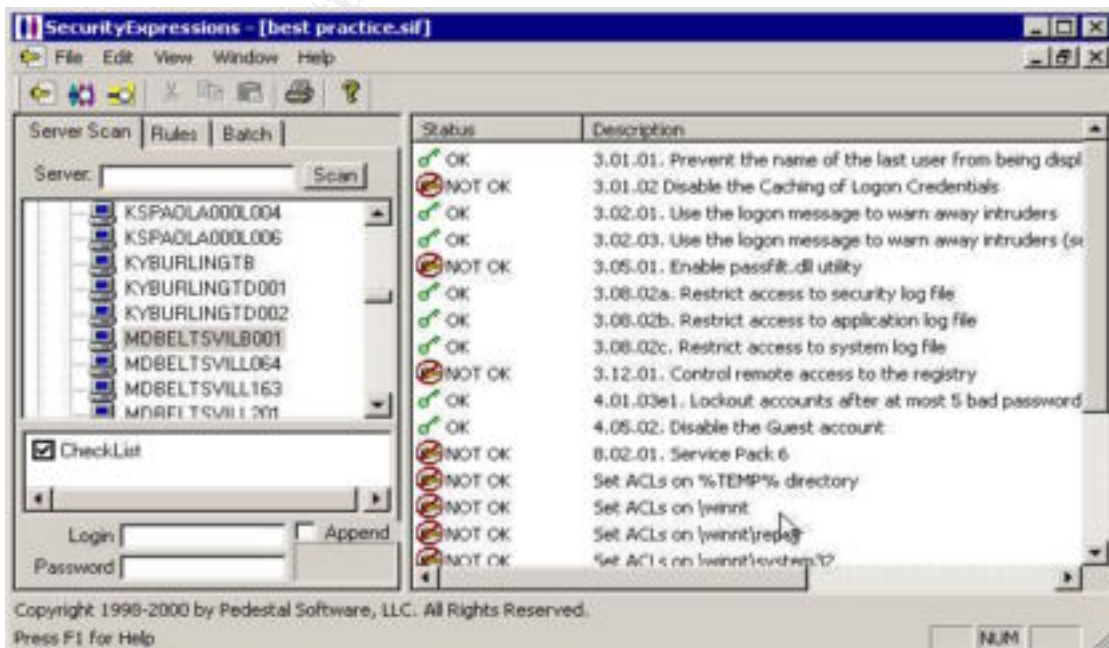 SecurityExpressions - [best practice.sif]
File Edit View Window Help
Server Scan Rules Batch
Server: Scan
KSPAOLA000L004
KSPAOLA000L006
KYBURLINGTB
KYBURLINGTD001
KYBURLINGTD002
MDBELTSVILB001
MDBELTSVILL064
MDBELTSVILL163
MDBELTSVILL201
CheckList
Login Append
Password
Status Description
OK 3.01.01. Prevent the name of the last user from being displ
NOT OK 3.01.02 Disable the Caching of Logon Credentials
OK 3.02.01. Use the logon message to warn away intruders
OK 3.02.03. Use the logon message to warn away intruders (su
NOT OK 3.05.01. Enable passfilt.dll utility
OK 3.08.02a. Restrict access to security log file
OK 3.08.02b. Restrict access to application log file
OK 3.08.02c. Restrict access to system log file
NOT OK 3.12.01. Control remote access to the registry
OK 4.01.03e1. Lockout accounts after at most 5 bad password
OK 4.05.02. Disable the Guest account
NOT OK 8.02.01. Service Pack 6
NOT OK Set ACLs on %TEMP% directory
NOT OK Set ACLs on \winnt
NOT OK Set ACLs on \winnt\repair
NOT OK Set ACLs on \winnt\system32
Copyright 1998-2000 by Pedestal Software, LLC. All Rights Reserved.
Press F1 for Help NUM